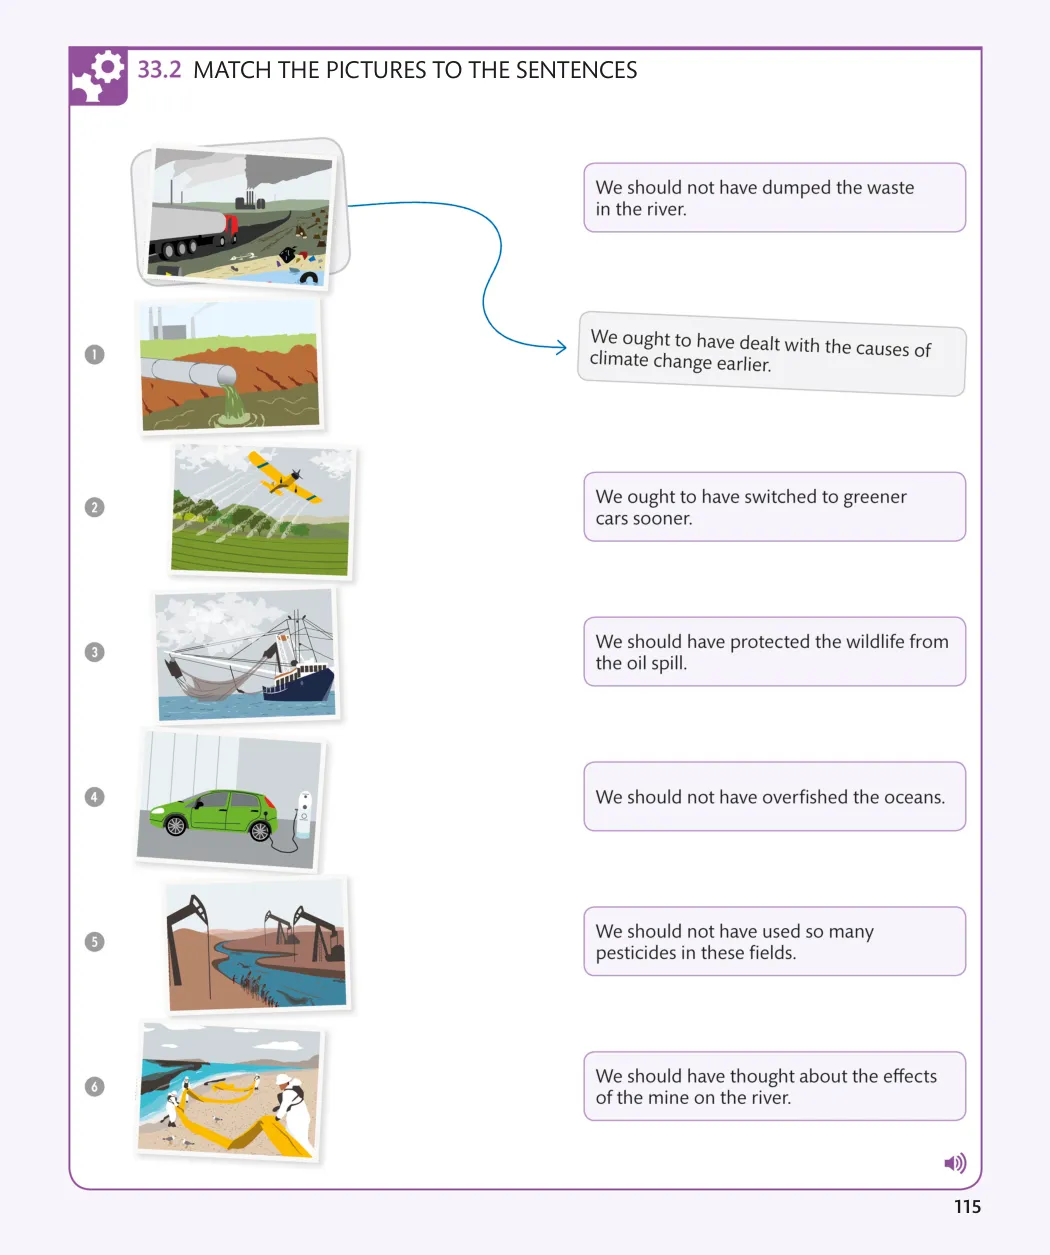 33.2 MATCH THE PICTURES TO THE SENTENCES
We should not have dumped the waste
in the river.
We ought to have dealt with the causes of
climate change earlier.
1
2
We ought to have switched to greener
cars sooner.
3
We should have protected the wildlife from
the oil spill.
4
We should not have overfished the oceans.
5
We should not have used so many
pesticides in these fields.
6
We should have thought about the effects
of the mine on the river.
115